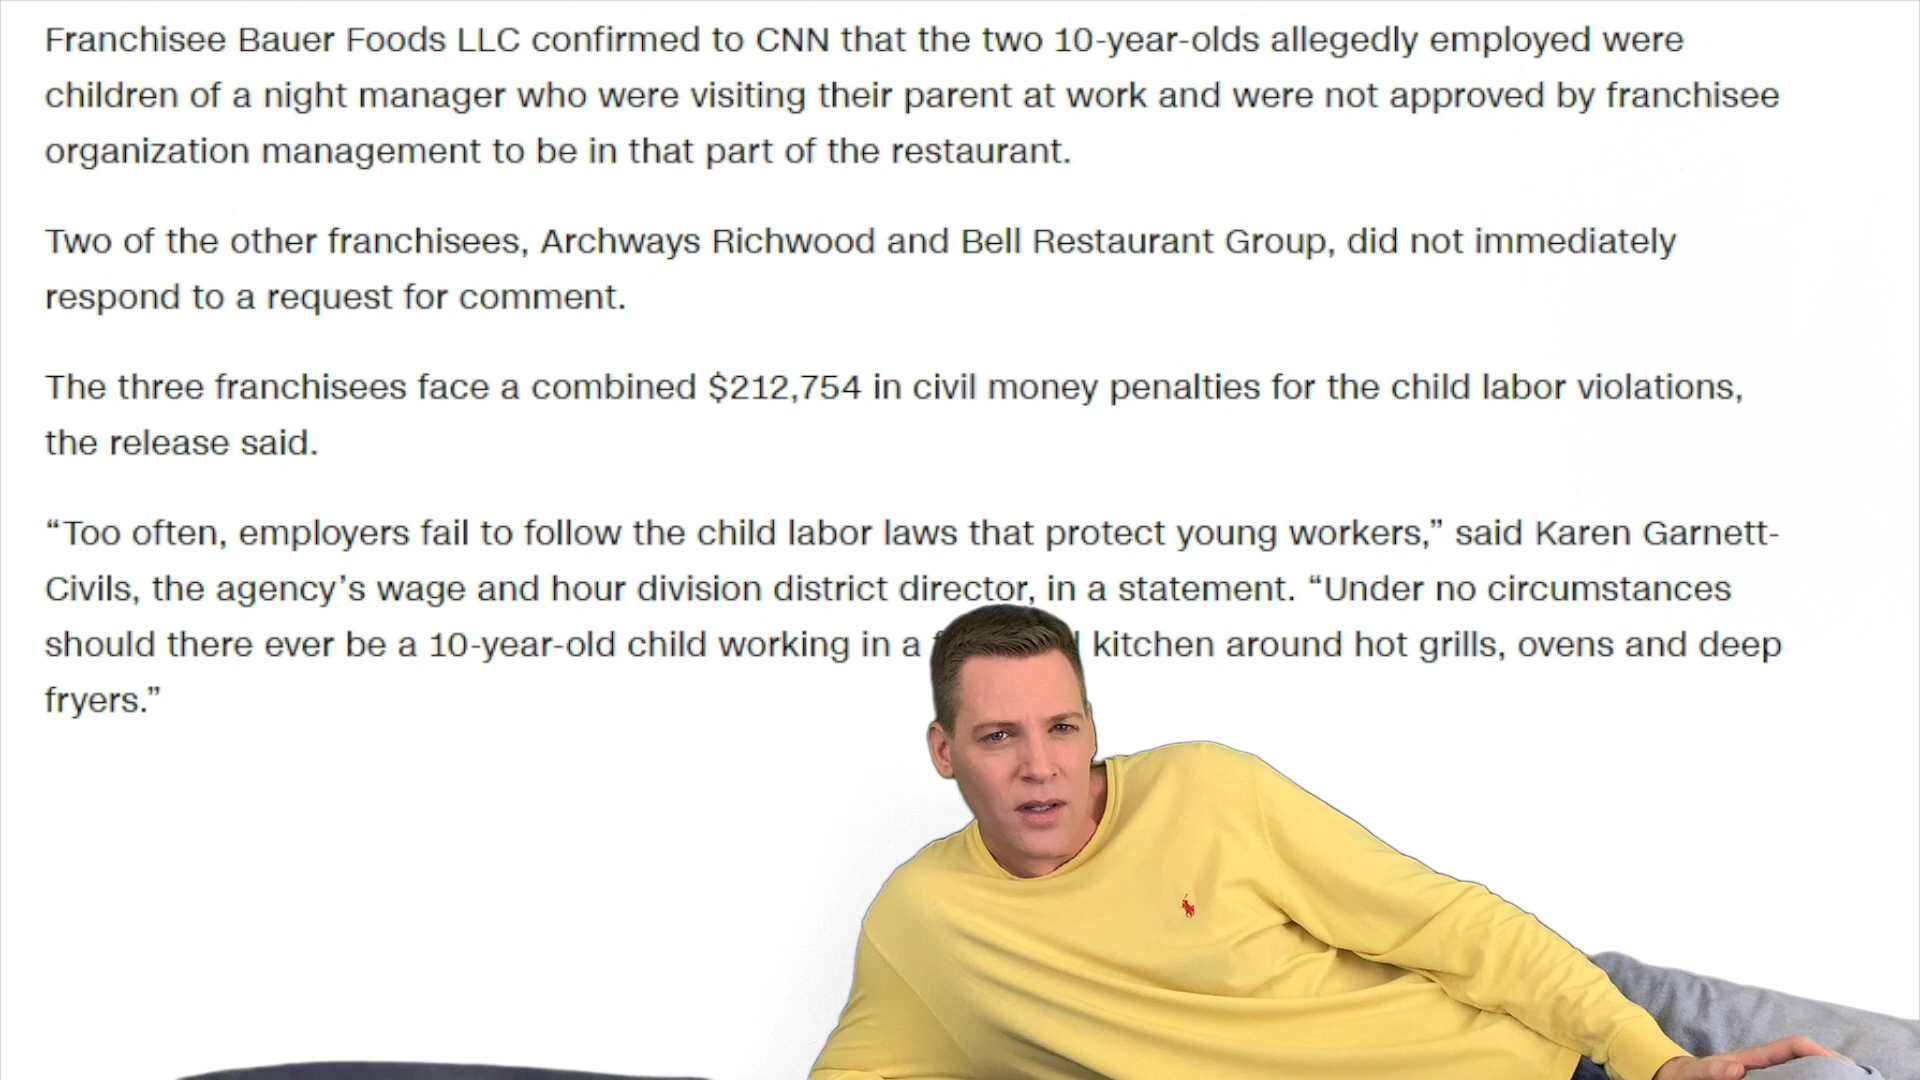 Franchisee Bauer Foods LLC confirmed to CNN that the two 10-year-olds allegedly employed were
children of a night manager who were visiting their parent at work and were not approved by franchisee
organization management to be in that part of the restaurant.
Two of the other franchisees, Archways Richwood and Bell Restaurant Group, did not immediately
respond to a request for comment.
The three franchisees face a combined $212,754 in civil money penalties for the child labor violations,
the release said.
“Too often, employers fail to follow the child labor laws that protect young workers,” said Karen Garnett-
Civils, the agency’s wage and hour division district director, in a statement. “Under no circumstances
should there ever be a 10-year-old child working in a kitchen around hot grills, ovens and deep
fryers.”